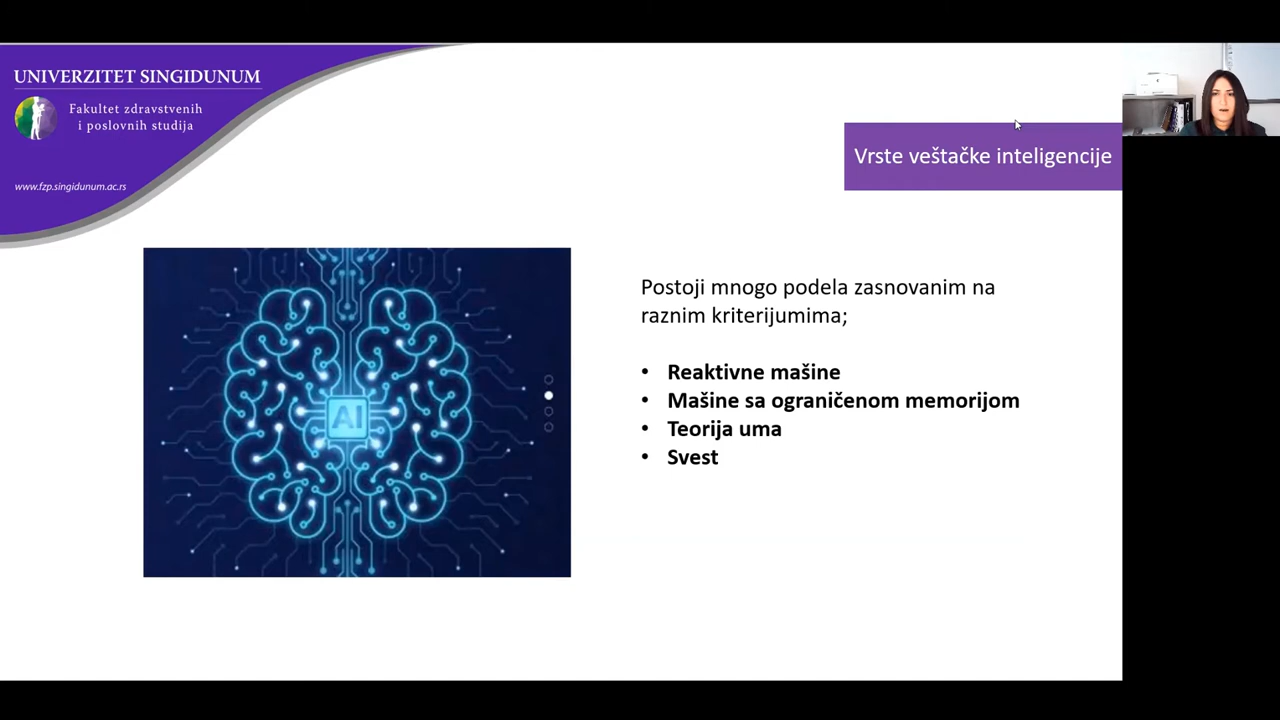 UNIVERZITET SINGIDUNUM
Fakultet zdravstvenih
i poslovnih studija
www.fzp.singidunum.ac.rs
Vrste veštačke inteligencije
AI
Postoji mnogo podela zasnovanim na
raznim kriterijumima;
• Reaktivne mašine
• Mašine sa ograničenom memorijom
• Teorija uma
• Svest